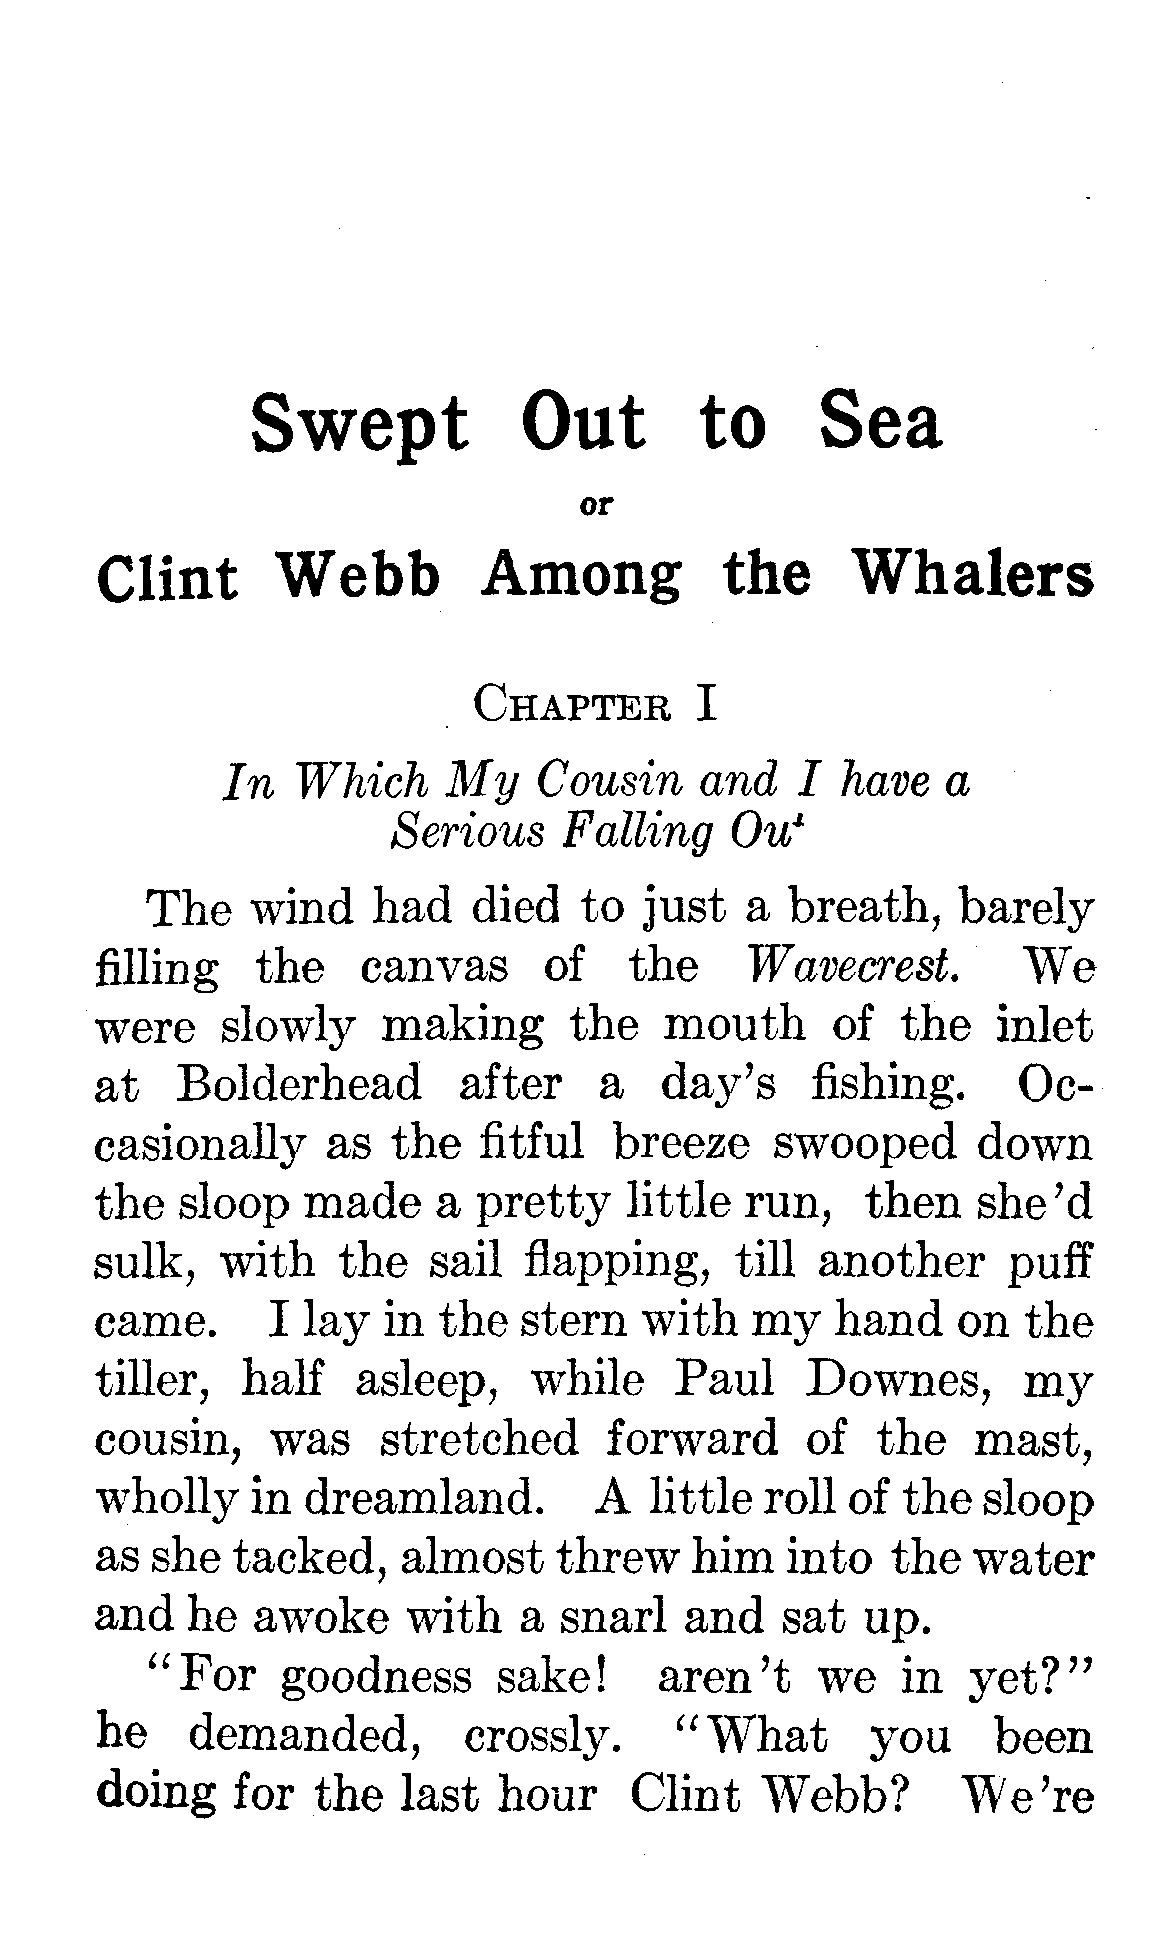 Swept Out to Sea
or
Clint Webb Among the Whalers
Chapter I
In Which My Cousin and I have a
Serious Falling Out
The wind had died to just a breath, barely
filling the canvas of the Wavecrest. We
were slowly making the mouth of the inlet
at Bolderhead after a day's fishing. Oc-
casionally as the fitful breeze swooped down
the sloop made a pretty little run, then she'd
sulk, with the sail flapping, till another puff
came. I lay in the stern with my hand on the
tiller, half asleep, while Paul Downes, my
cousin, was stretched forward of the mast,
wholly in dreamland. A little roll of the sloop
as she tacked, almost threw him into the water
and he awoke with a snarl and sat up.
"For goodness sake! aren't we in yet?"
he demanded, crossly. "What you been
doing for the last hour Clint Webb? We're